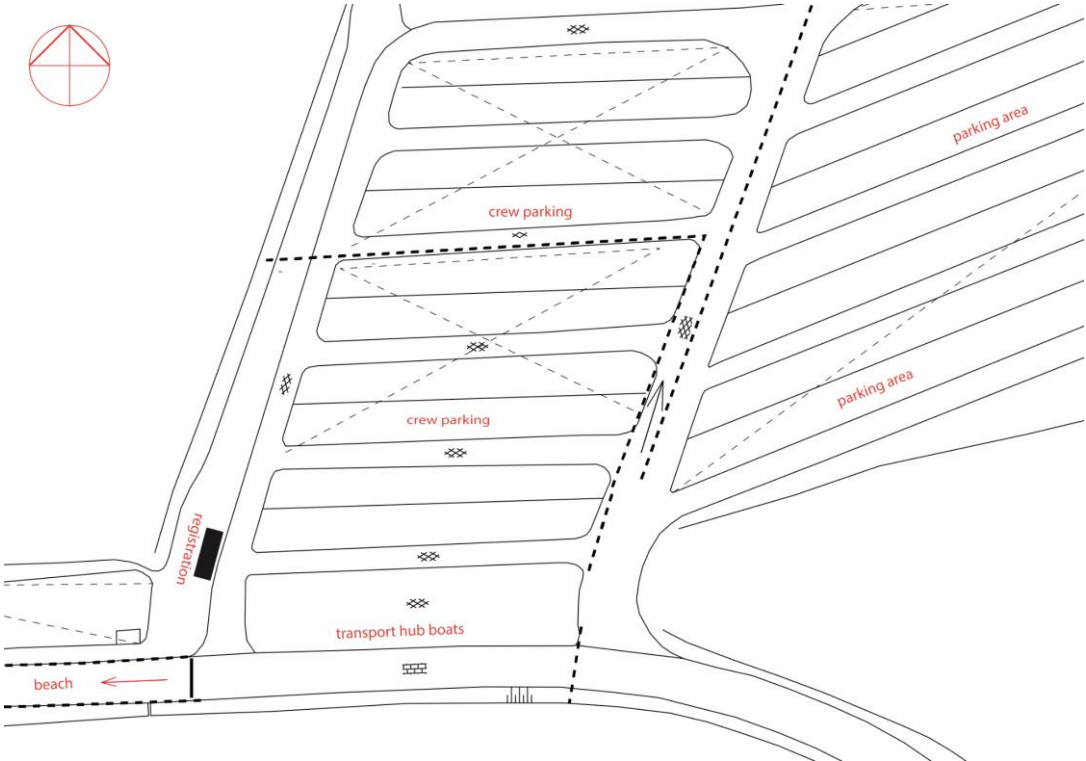 parking area
crew parking
parking area
crew parking
registration
transport hub boats
beach